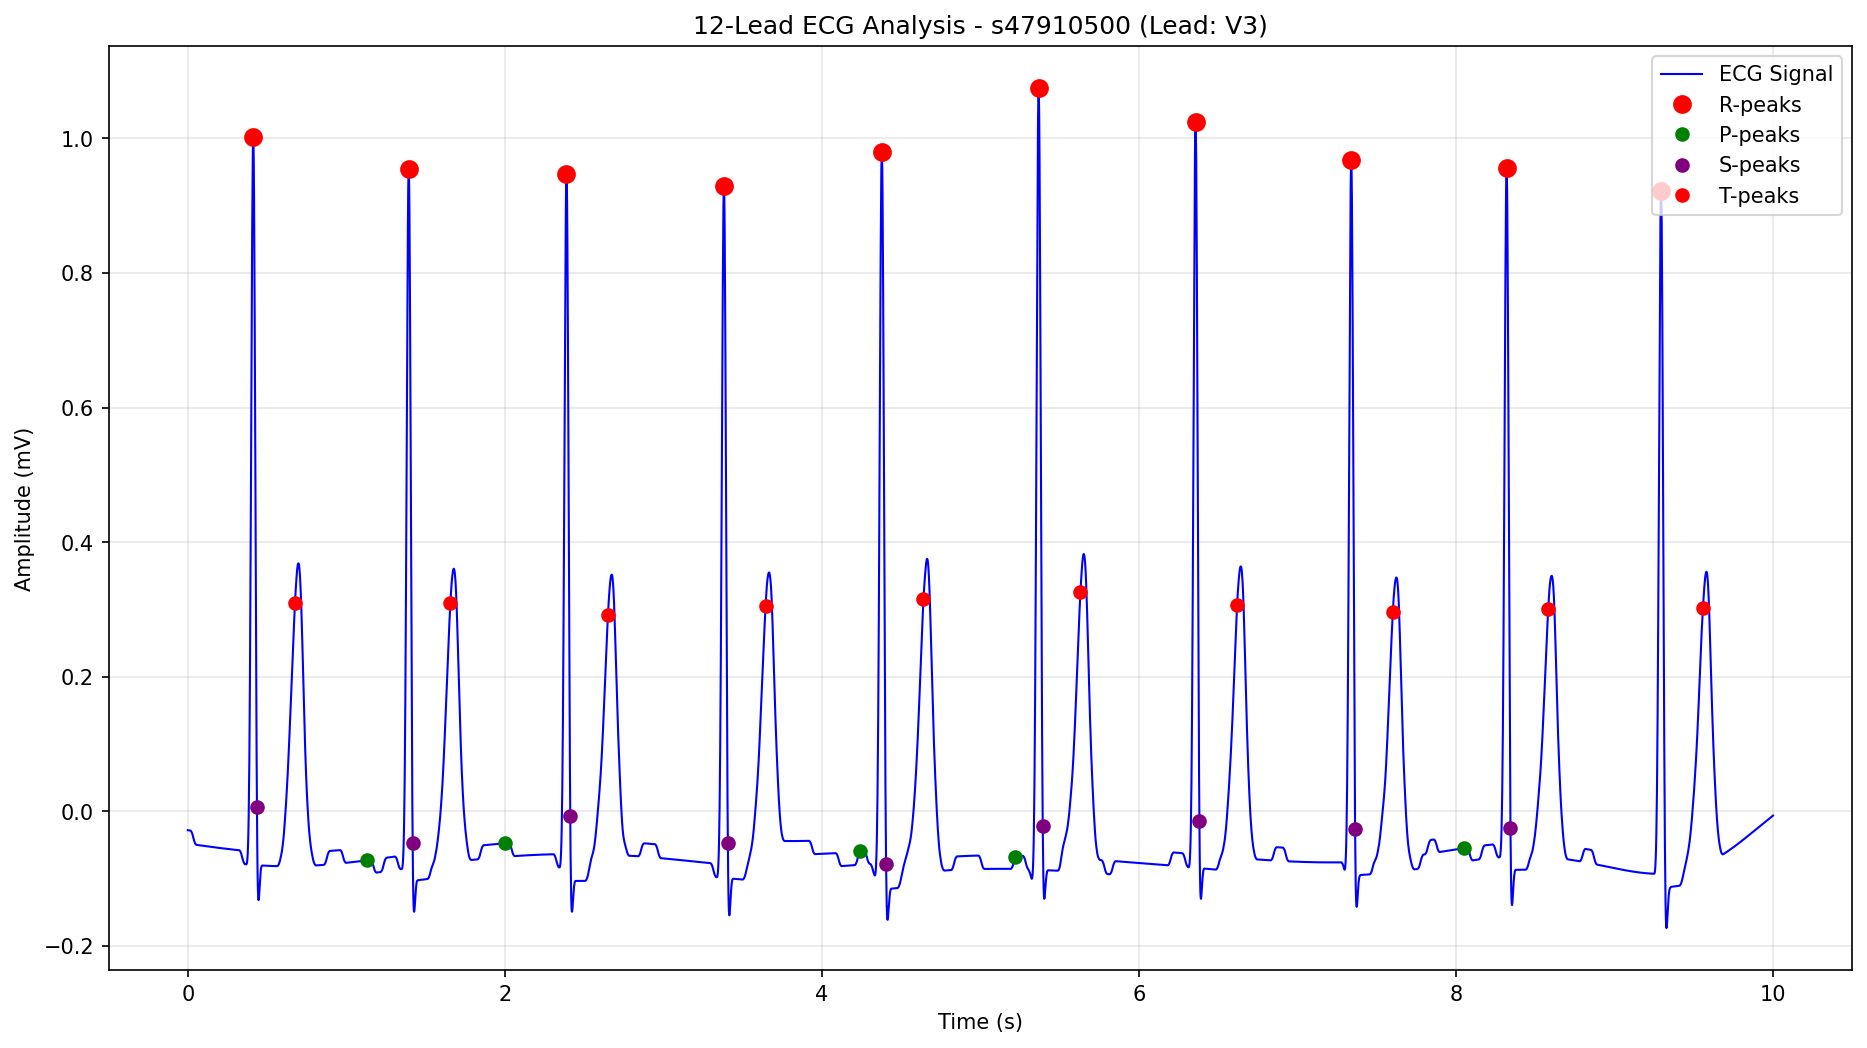 12-Lead ECG Analysis - s47910500 (Lead: V3)
ECG Signal
R-peaks
P-peaks
S-peaks
T-peaks
Amplitude (mV)
1.0
0.8
0.6
0.4
0.2
0.0
−0.2
0 2 4 6 8 10
Time (s)